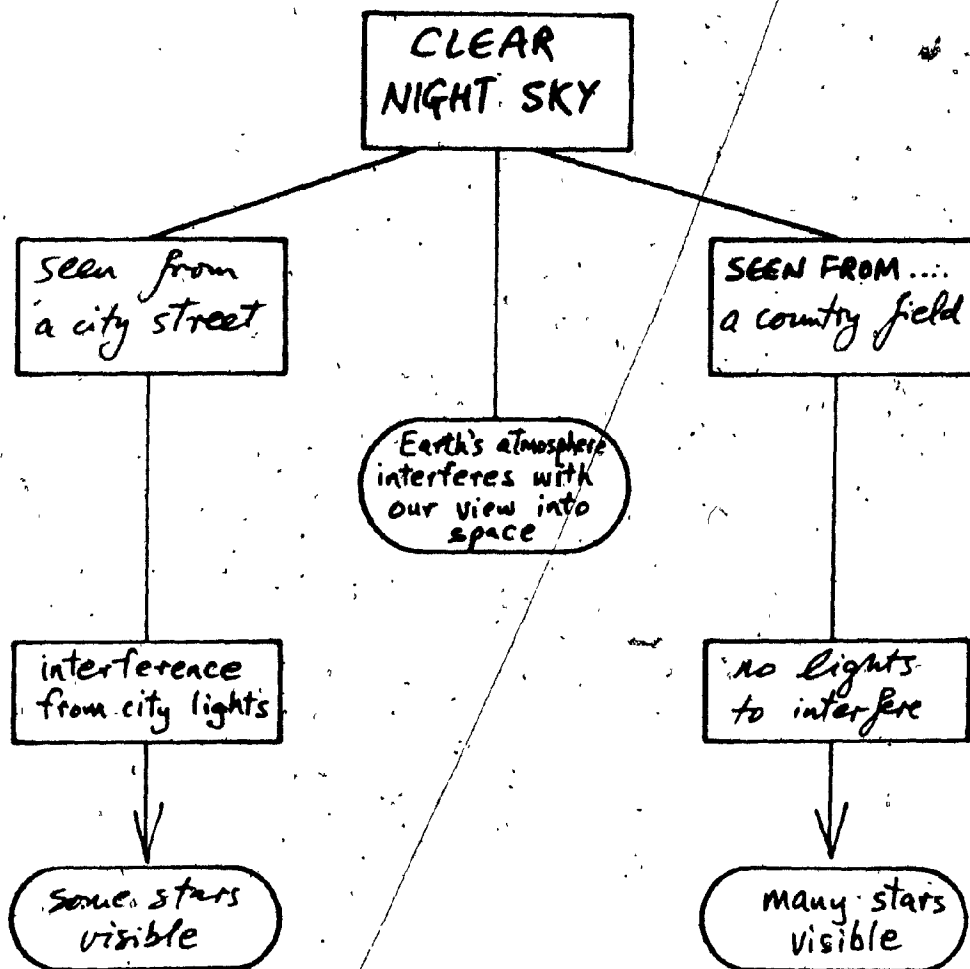 CLEAR
NIGHT SKY
seen from
a city street
SEEN FROM....
a country field
Earth's atmosphere
interferes with
our view into
space
interference
from city lights
no lights
to interfere
some stars
visible
many stars
visible